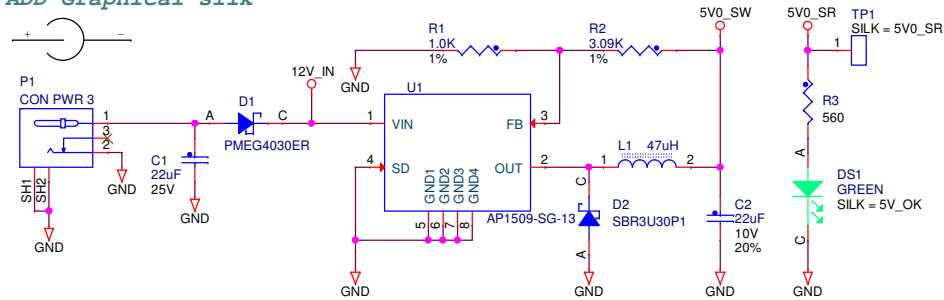 ADD Graphical silk
+
-
P1
CON PWR 3
1
3
2
SH1
SH2
GND
GND
A
D1
C
PMEG4030ER
C1
22uF
25V
GND
12V_IN
R1
1.0K
1%
GND
R2
3.09K
1%
U1
1
VIN
FB
3
4
SD
OUT
2
GND1
GND2
GND3
GND4
5
6
7
8
AP1509-SG-13
GND
L1
47uH
1
2
C
D2
SBR3U30P1
A
GND
5V0_SW
C2
22uF
10V
20%
GND
5V0_SR
TP1
SILK = 5V0_SR
1
R3
560
A
DS1
GREEN
SILK = 5V_OK
C
GND